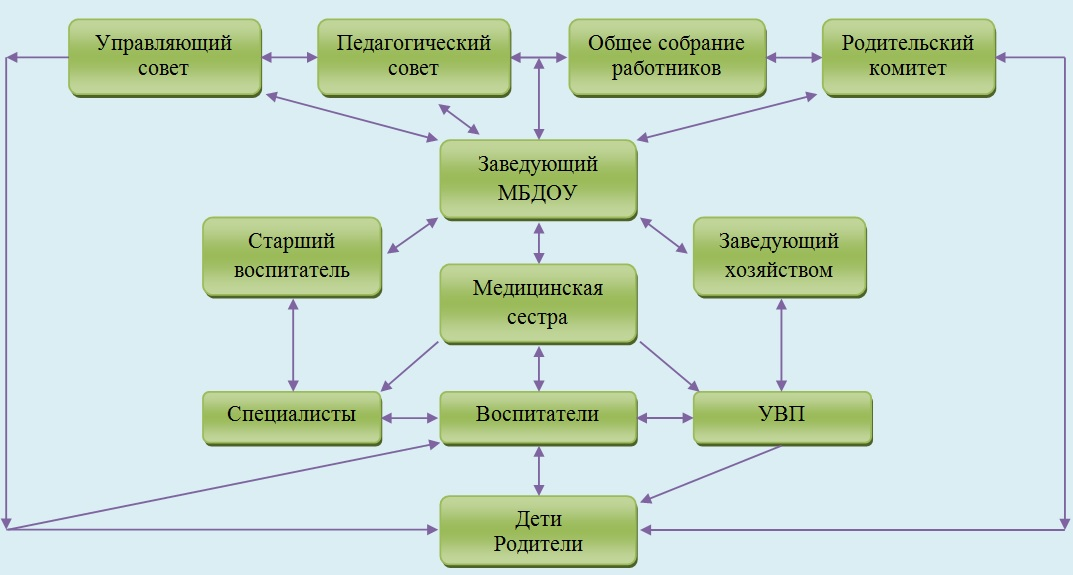 Управляющий
совет
Педагогический
совет
Общее собрание
работников
Родительский
комитет
Заведующий
МБДОУ
Старший
воспитатель
Заведующий
хозяйством
Медицинская
сестра
Специалисты
Воспитатели
УВП
Дети
Родители